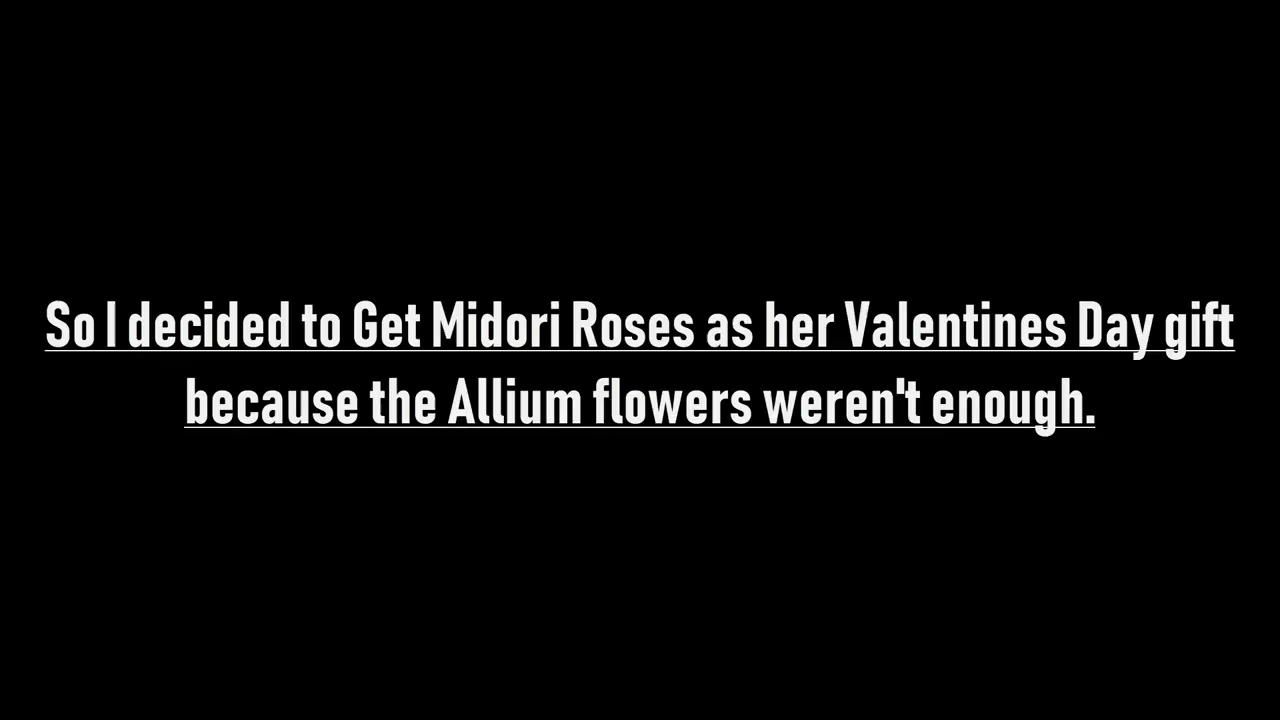 So I decided to Get Midori Roses as her Valentines Day gift
because the Allium flowers weren't enough.